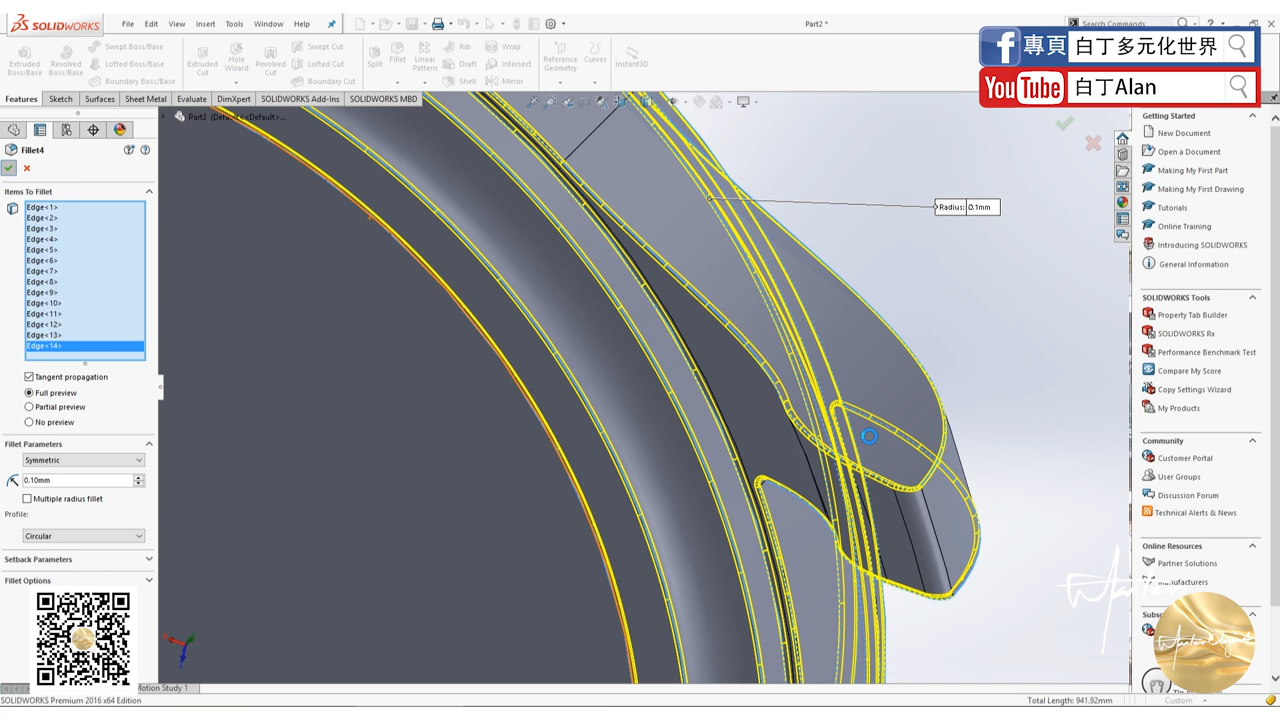 SOLIDWORKS
File Edit View Insert Tools Window Help
Part2 *
Search Commands
Extruded Boss/Base
Revolved Boss/Base
Swept Boss/Base
Lofted Boss/Base
Boundary Boss/Base
Extruded Cut
Hole Wizard
Revolved Cut
Swept Cut
Lofted Cut
Boundary Cut
Split
Fillet
Linear Pattern
Rib
Draft
Shell
Wrap
Intersect
Mirror
Reference Geometry
Curves
Instant3D
f 專頁 白丁多元化世界
YouTube 白丁Alan
Features Sketch Surfaces Sheet Metal Evaluate DimXpert SOLIDWORKS Add-Ins SOLIDWORKS MBD
Part2 (Default<<Default>...
Fillet4
Items To Fillet
Edge<1>
Edge<2>
Edge<3>
Edge<4>
Edge<5>
Edge<6>
Edge<7>
Edge<8>
Edge<9>
Edge<10>
Edge<11>
Edge<12>
Edge<13>
Edge<14>
Tangent propagation
Full preview
Partial preview
No preview
Fillet Parameters
Symmetric
0.10mm
Multiple radius fillet
Profile:
Circular
Setback Parameters
Fillet Options
Radius: 0.1mm
Getting Started
New Document
Open a Document
Making My First Part
Making My First Drawing
Tutorials
Online Training
Introducing SOLIDWORKS
General Information
SOLIDWORKS Tools
Property Tab Builder
SOLIDWORKS Rx
Performance Benchmark Test
Compare My Score
Copy Settings Wizard
My Products
Community
Customer Portal
User Groups
Discussion Forum
Technical Alerts & News
Online Resources
Partner Solutions
Manufacturers
Motion Study 1
SOLIDWORKS Premium 2016 x64 Edition
Total Length: 941.92mm
Custom